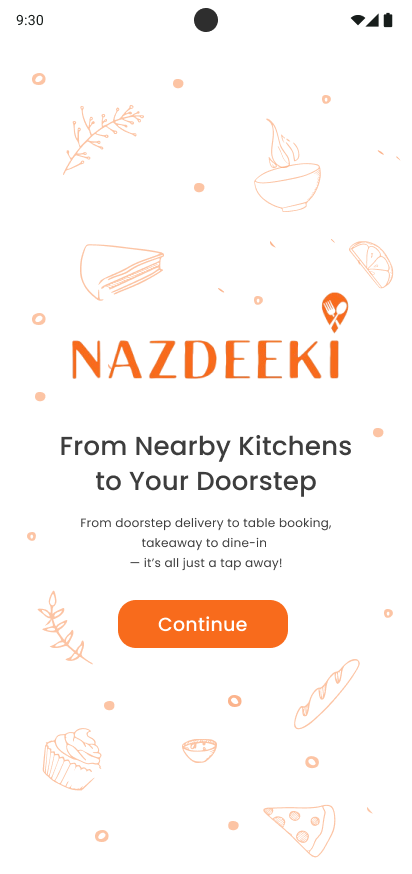 9:30
NAZDEEKI
From Nearby Kitchens
to Your Doorstep
From doorstep delivery to table booking,
takeaway to dine-in
— it’s all just a tap away!
Continue